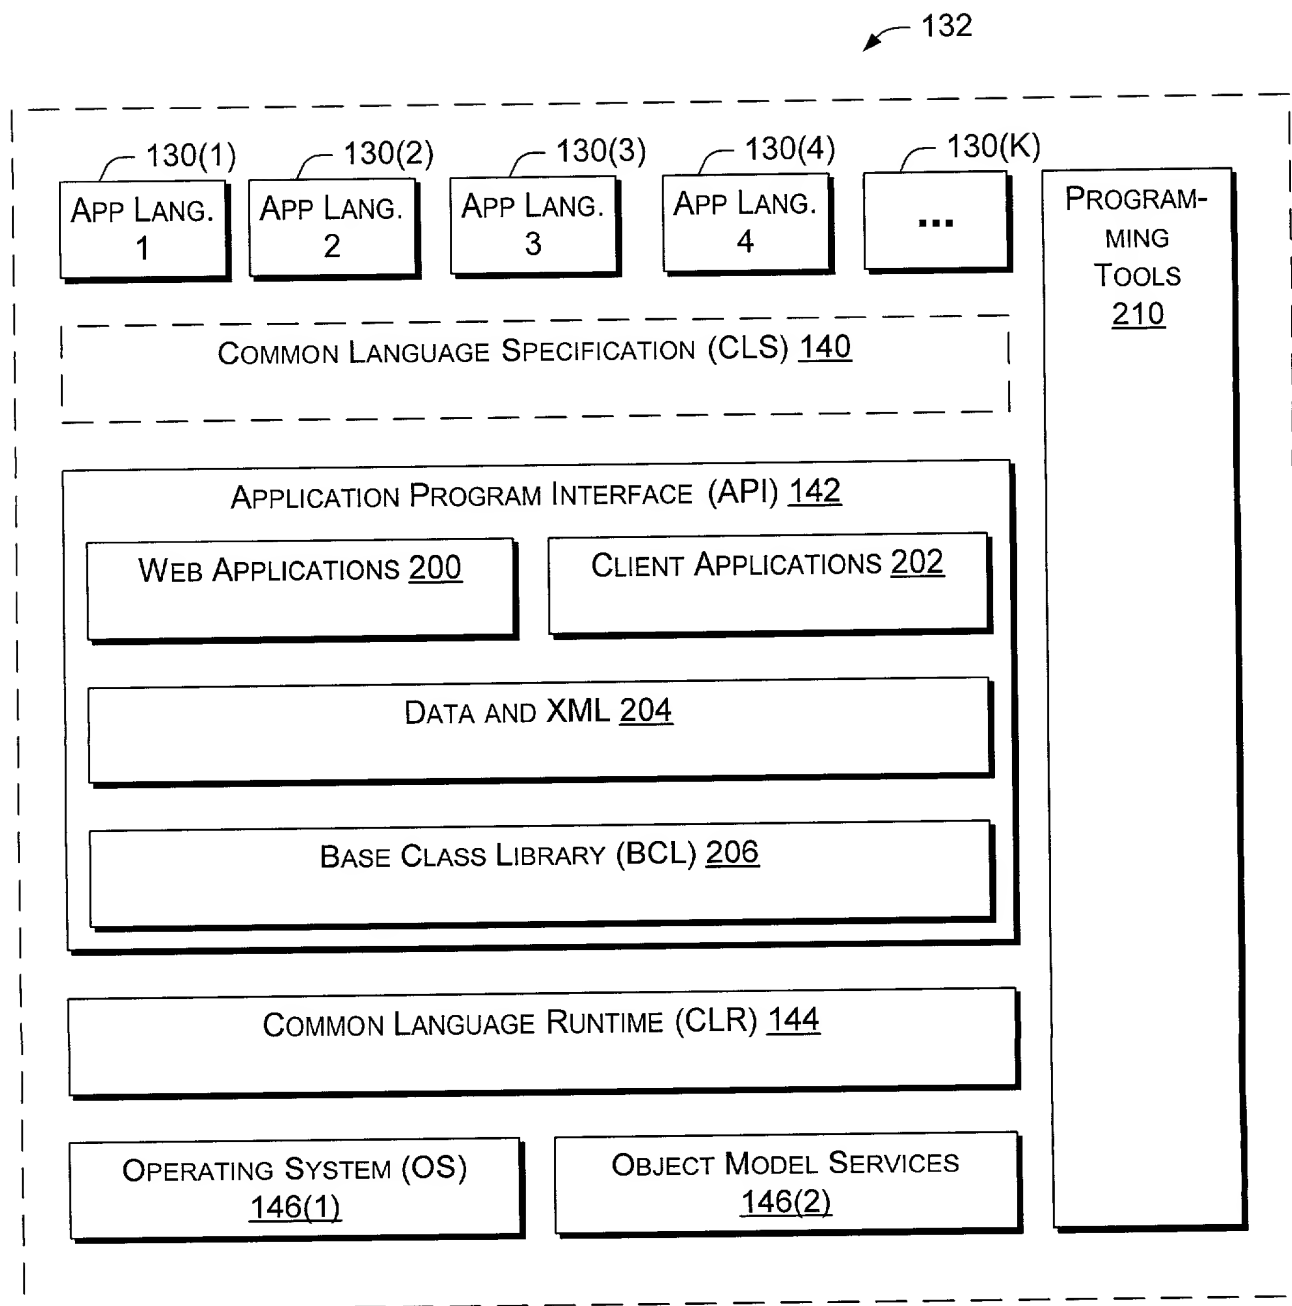 132
130(1) 130(2) 130(3) 130(4) 130(K)
APP LANG.
1
APP LANG.
2
APP LANG.
3
APP LANG.
4
...
PROGRAM-
MING
TOOLS
210
COMMON LANGUAGE SPECIFICATION (CLS) 140
APPLICATION PROGRAM INTERFACE (API) 142
WEB APPLICATIONS 200
CLIENT APPLICATIONS 202
DATA AND XML 204
BASE CLASS LIBRARY (BCL) 206
COMMON LANGUAGE RUNTIME (CLR) 144
OPERATING SYSTEM (OS)
146(1)
OBJECT MODEL SERVICES
146(2)